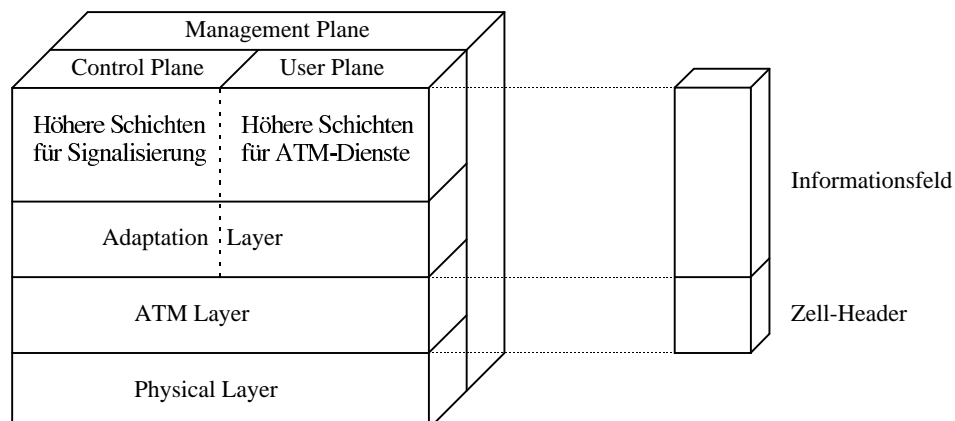 Management Plane
Control Plane
User Plane
Höhere Schichten
für Signalisierung
Höhere Schichten
für ATM-Dienste
Informationsfeld
Adaptation Layer
ATM Layer
Zell-Header
Physical Layer